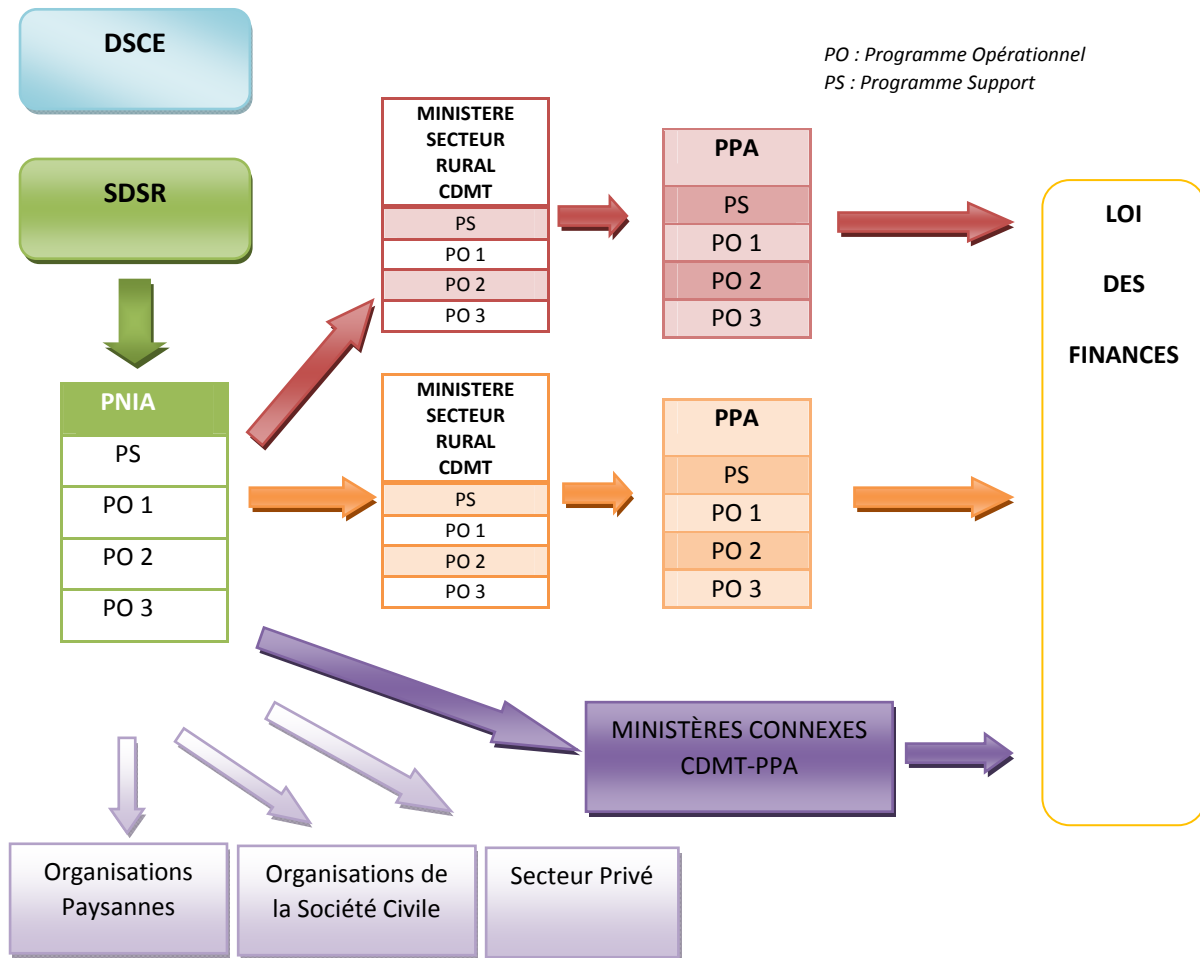 DSCE
PO : Programme Opérationnel
PS : Programme Support
SDSR
MINISTERE
SECTEUR
RURAL
CDMT
PS
PO 1
PO 2
PO 3
PPA
PS
PO 1
PO 2
PO 3
LOI
DES
FINANCES
PNIA
PS
PO 1
PO 2
PO 3
MINISTERE
SECTEUR
RURAL
CDMT
PS
PO 1
PO 2
PO 3
PPA
PS
PO 1
PO 2
PO 3
MINISTÈRES CONNEXES
CDMT-PPA
Organisations
Paysannes
Organisations de
la Société Civile
Secteur Privé